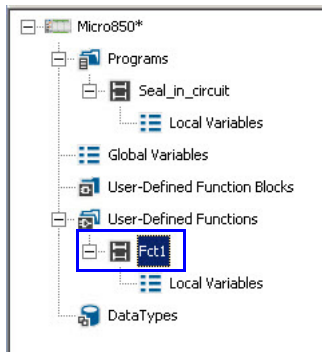 Micro850*
Programs
Seal_in_circuit
Local Variables
Global Variables
User-Defined Function Blocks
User-Defined Functions
Fct1
Local Variables
DataTypes